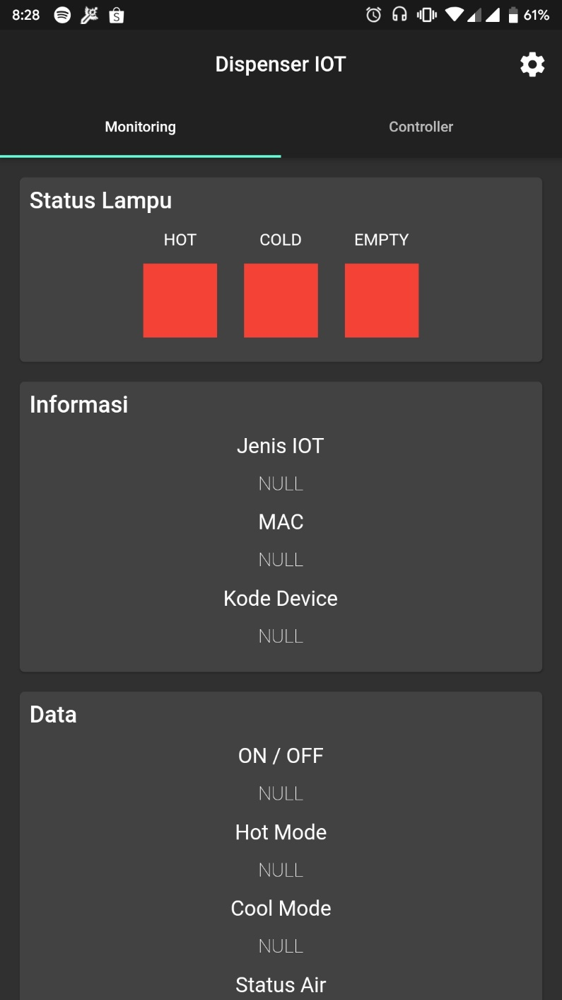 8:28
61%
Dispenser IOT
Monitoring
Controller
Status Lampu
HOT
COLD
EMPTY
Informasi
Jenis IOT
NULL
MAC
NULL
Kode Device
NULL
Data
ON / OFF
NULL
Hot Mode
NULL
Cool Mode
NULL
Status Air